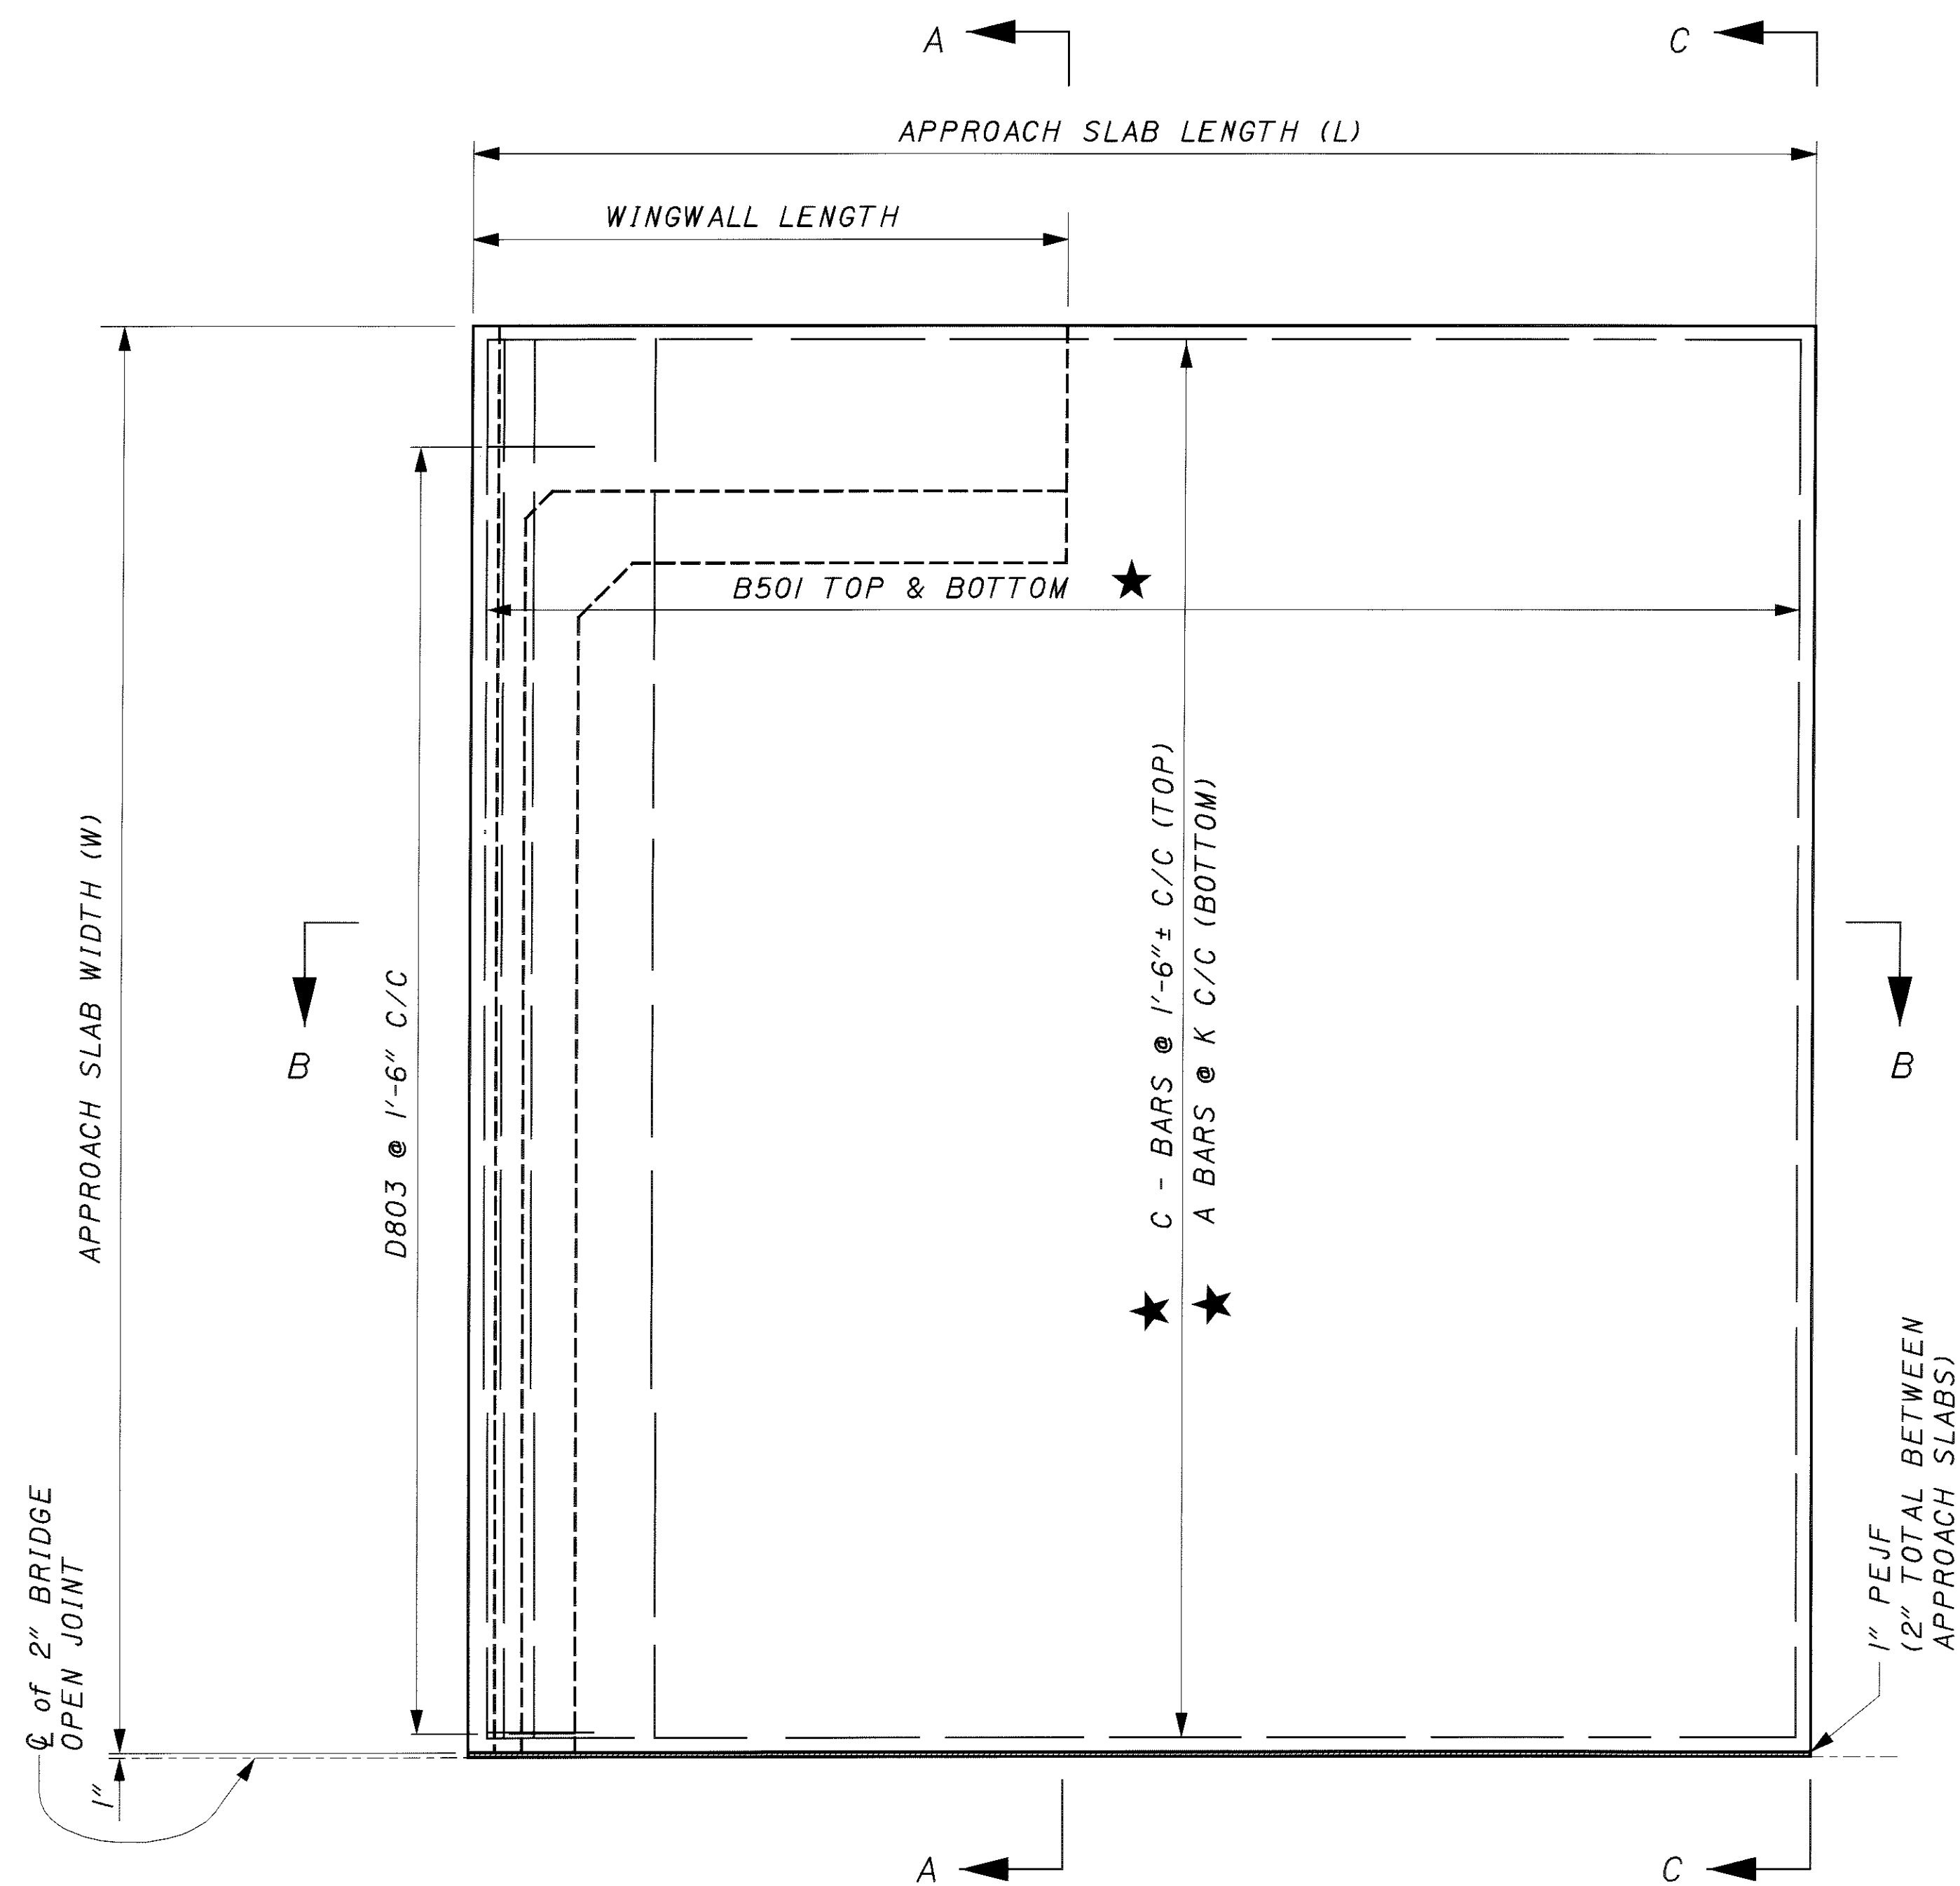 A
C
APPROACH SLAB LENGTH (L)
WINGWALL LENGTH
B501 TOP & BOTTOM ★
APPROACH SLAB WIDTH (W)
D803 @ 1'-6" C/C
C - BARS @ 1'-6"± C/C (TOP)
A BARS @ K C/C (BOTTOM)
★ ★
B
B
℄ of 2" BRIDGE
OPEN JOINT
1"
1" PEJF
(2" TOTAL BETWEEN
APPROACH SLABS)
A
C